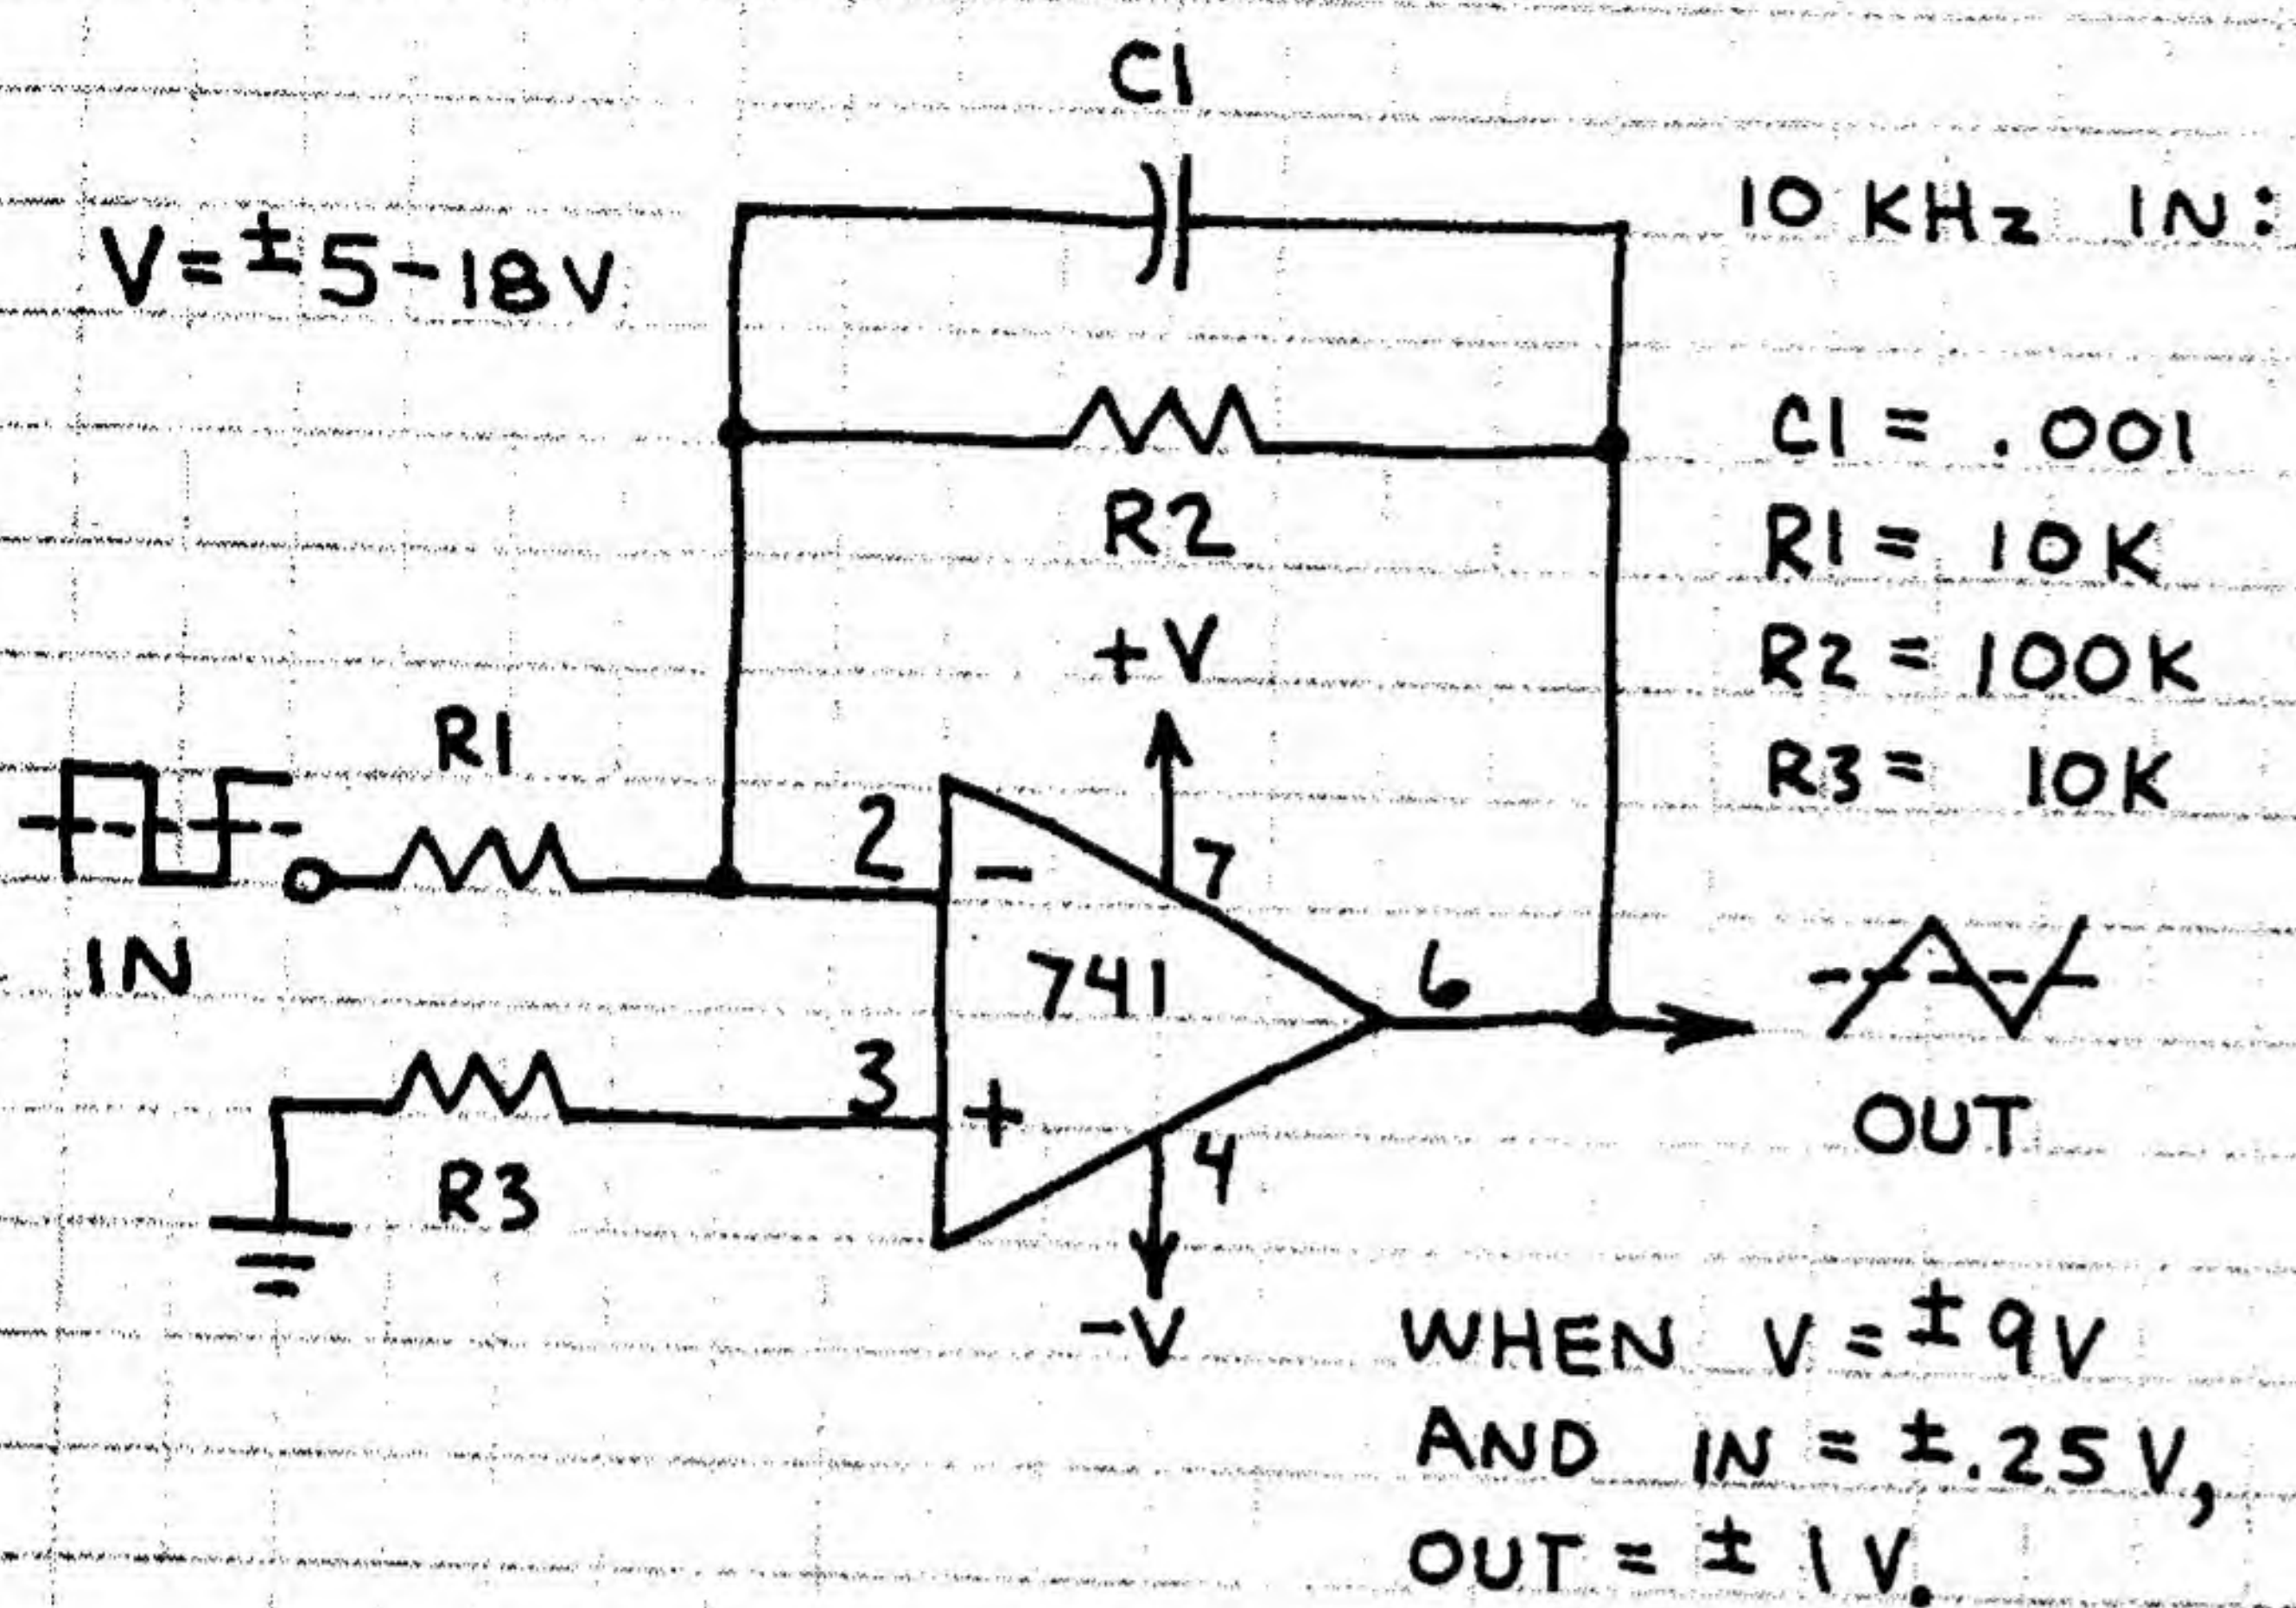 C1
10 KHz IN:
V=±5-18V
C1 = .001
R2
R1 = 10K
+V
R2 = 100K
R1
R3 = 10K
2
-
7
IN
741
6
3
+
OUT
R3
4
-V
WHEN V=±9V
AND IN = ±.25V,
OUT = ± 1V.